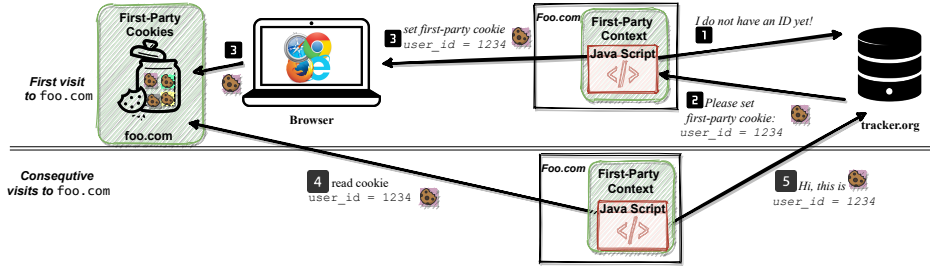 First-Party
Cookies
foo.com
First visit
to foo.com
3
Browser
3 set first-party cookie
user_id = 1234
Foo.com
First-Party
Context
Java Script
</>
I do not have an ID yet!
1
2 Please set
first-party cookie:
user_id = 1234
tracker.org
Consequtive
visits to foo.com
4 read cookie
user_id = 1234
Foo.com
First-Party
Context
Java Script
</>
5 Hi, this is
user_id = 1234